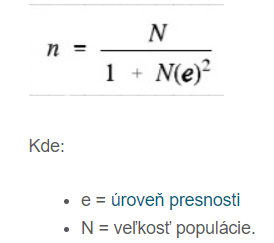 n = N / 1 + N(e)²
Kde:
• e = úroveň presnosti
• N = veľkosť populácie.